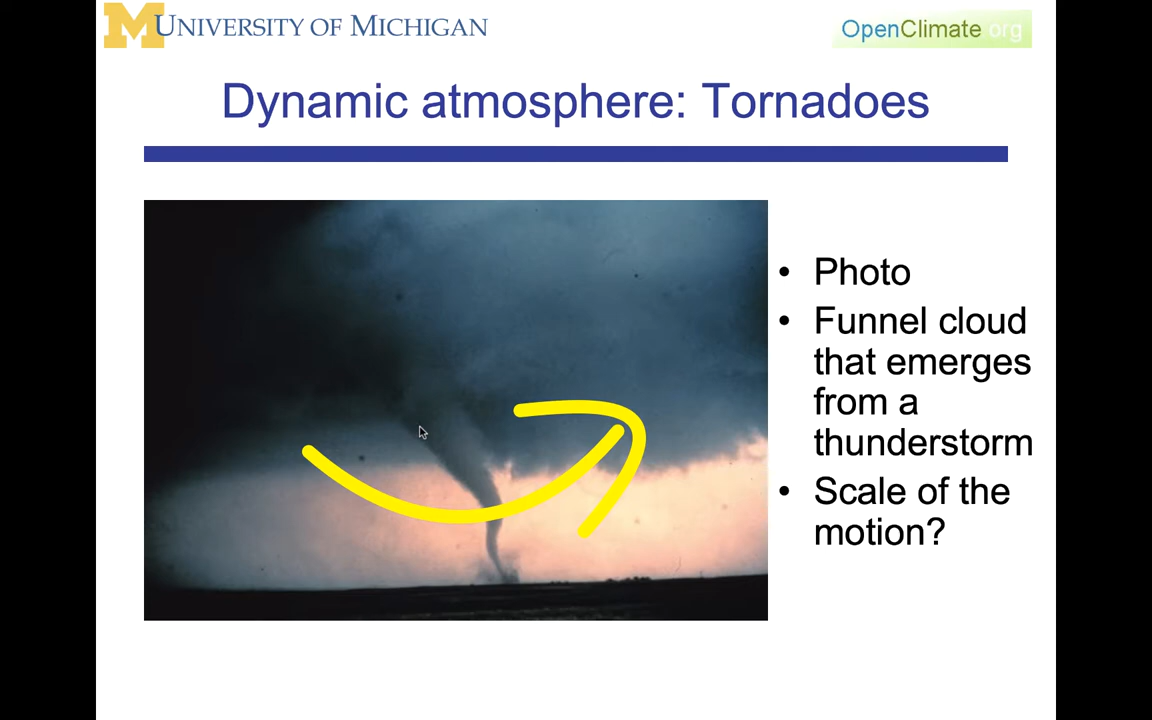 M UNIVERSITY OF MICHIGAN
OpenClimate org
Dynamic atmosphere: Tornadoes
• Photo
• Funnel cloud
that emerges
from a
thunderstorm
• Scale of the
motion?